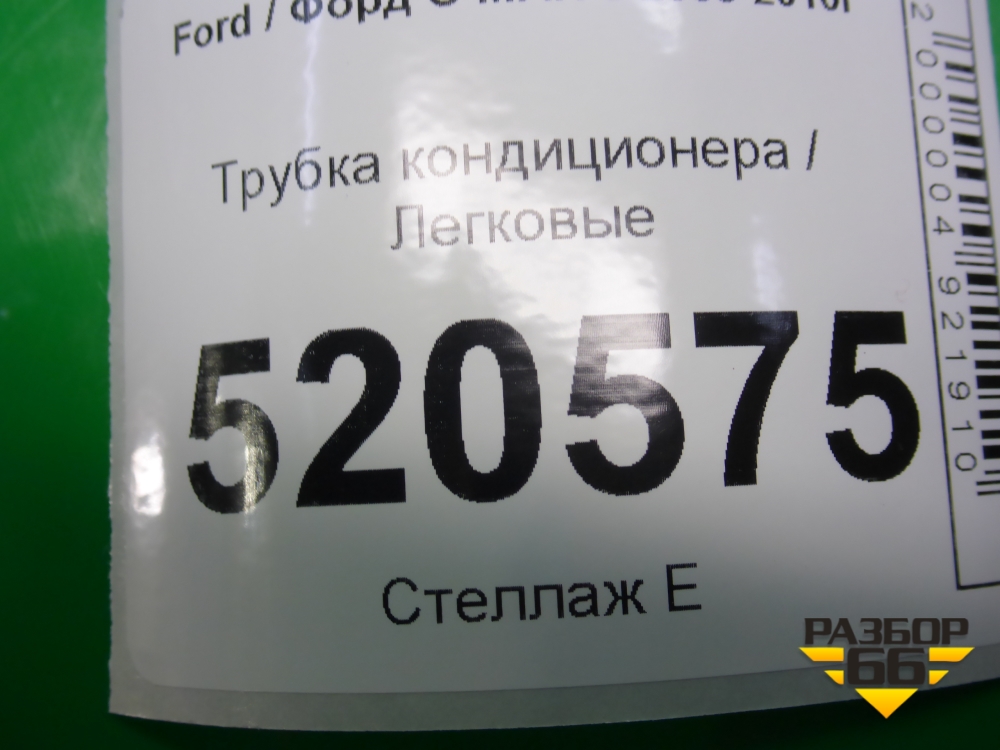 Ford / Форд
Трубка кондиционера /
Легковые
520575
Стеллаж Е
2000004921910
РАЗБОР
66